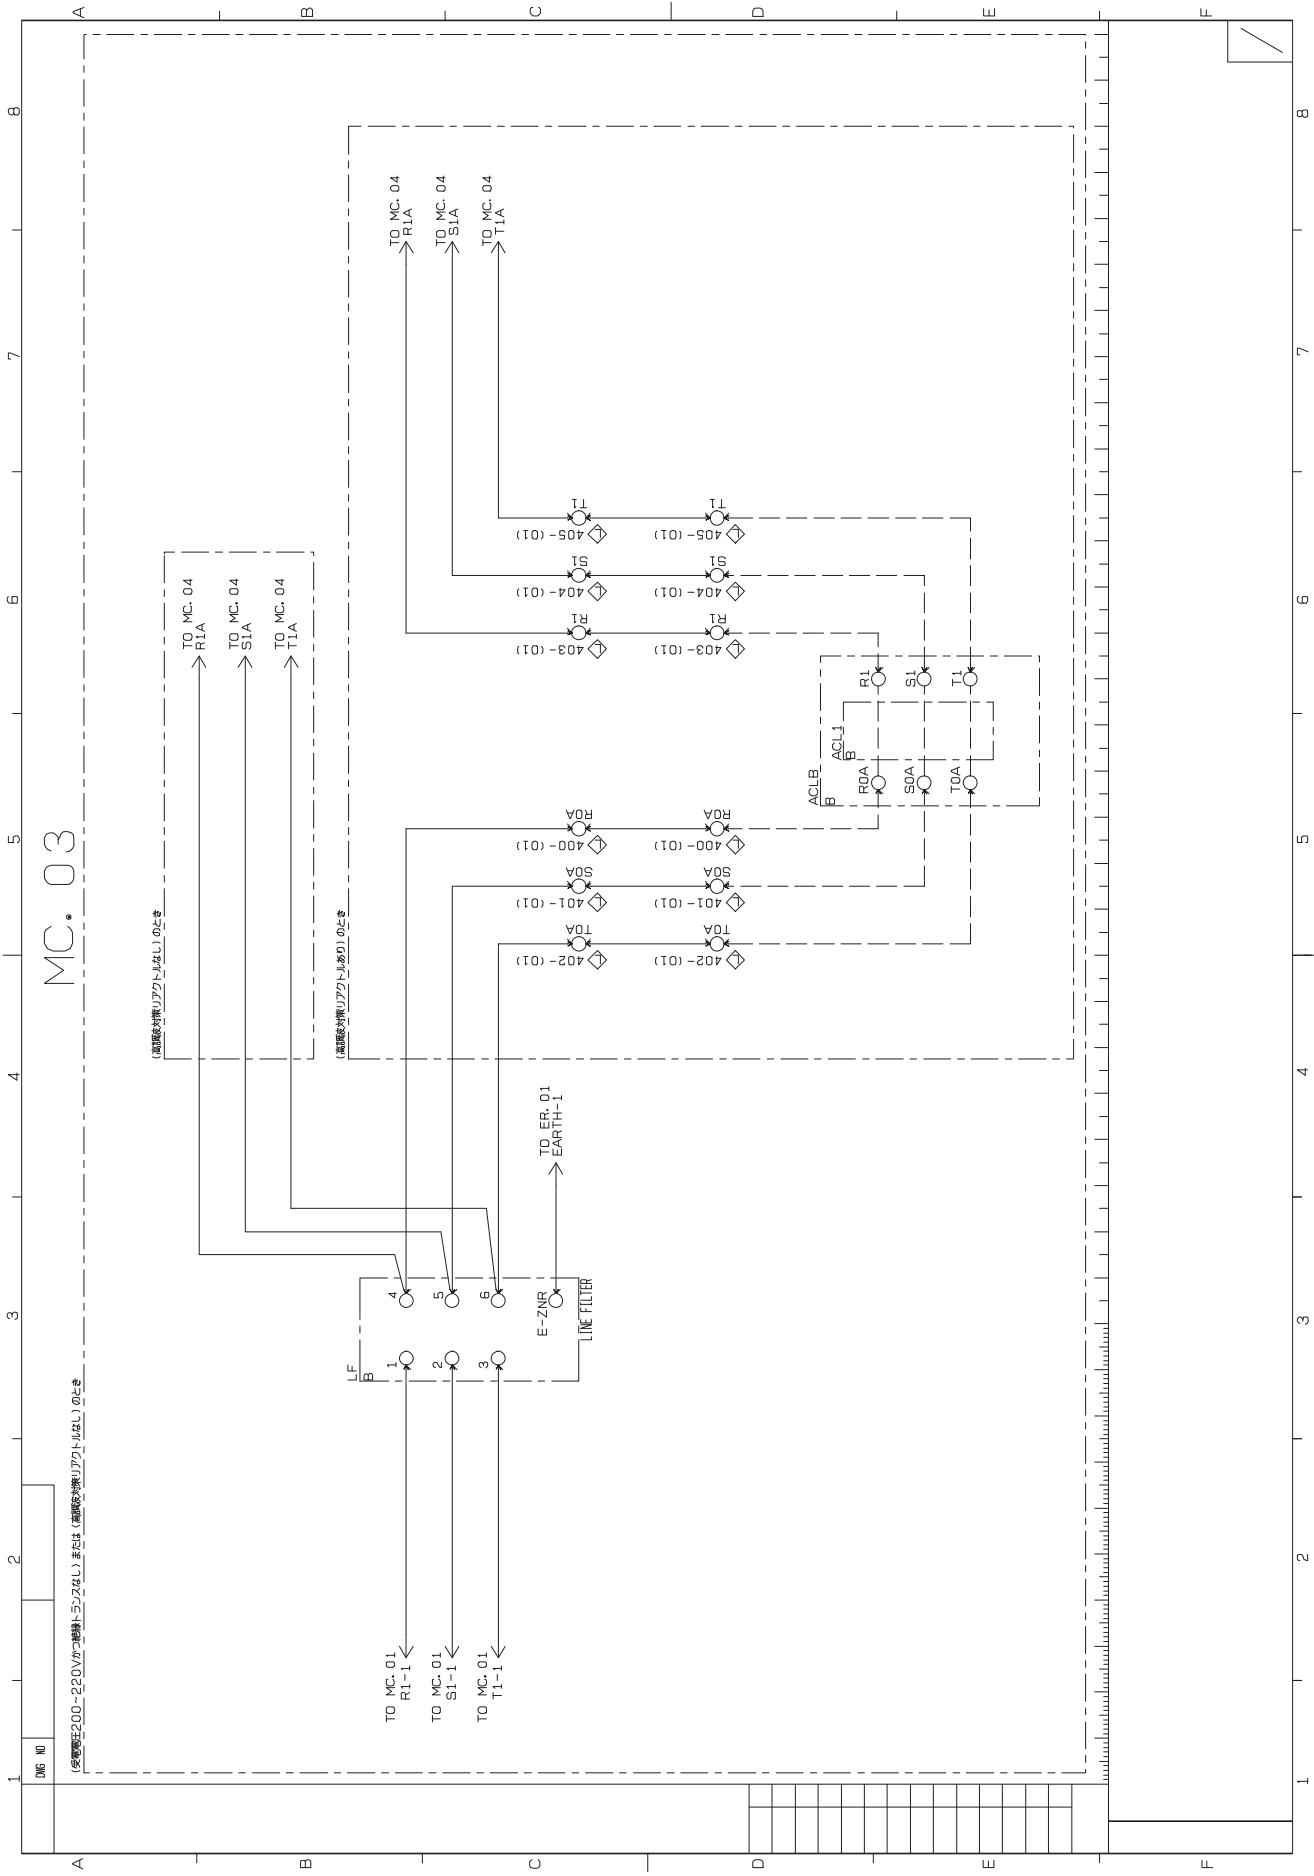 MC. 03
DWG NO
(受電電圧200~220Vかつ絶縁トランスなし) または (高調波対策リアクトルなし) のとき
(高調波対策リアクトルなし) のとき
TO MC. 04
R1A
TO MC. 04
S1A
TO MC. 04
T1A
(高調波対策リアクトルあり) のとき
TO MC. 04
R1A
TO MC. 04
S1A
TO MC. 04
T1A
TO MC. 01
R1-1
TO MC. 01
S1-1
TO MC. 01
T1-1
LF
B
1
4
2
5
3
6
E-ZNR
LINE FILTER
TO ER. 01
EARTH-1
T0A
L
402-(01)
S0A
L
401-(01)
R0A
L
400-(01)
R1
L
403-(01)
S1
L
404-(01)
T1
L
405-(01)
T0A
L
402-(01)
S0A
L
401-(01)
R0A
L
400-(01)
R1
L
403-(01)
S1
L
404-(01)
T1
L
405-(01)
ACLB
B
ACL1
B
R0A
R1
S0A
S1
T0A
T1
1
2
3
4
5
6
7
8
1
2
3
4
5
6
7
8
A
B
C
D
E
F
A
B
C
D
E
F